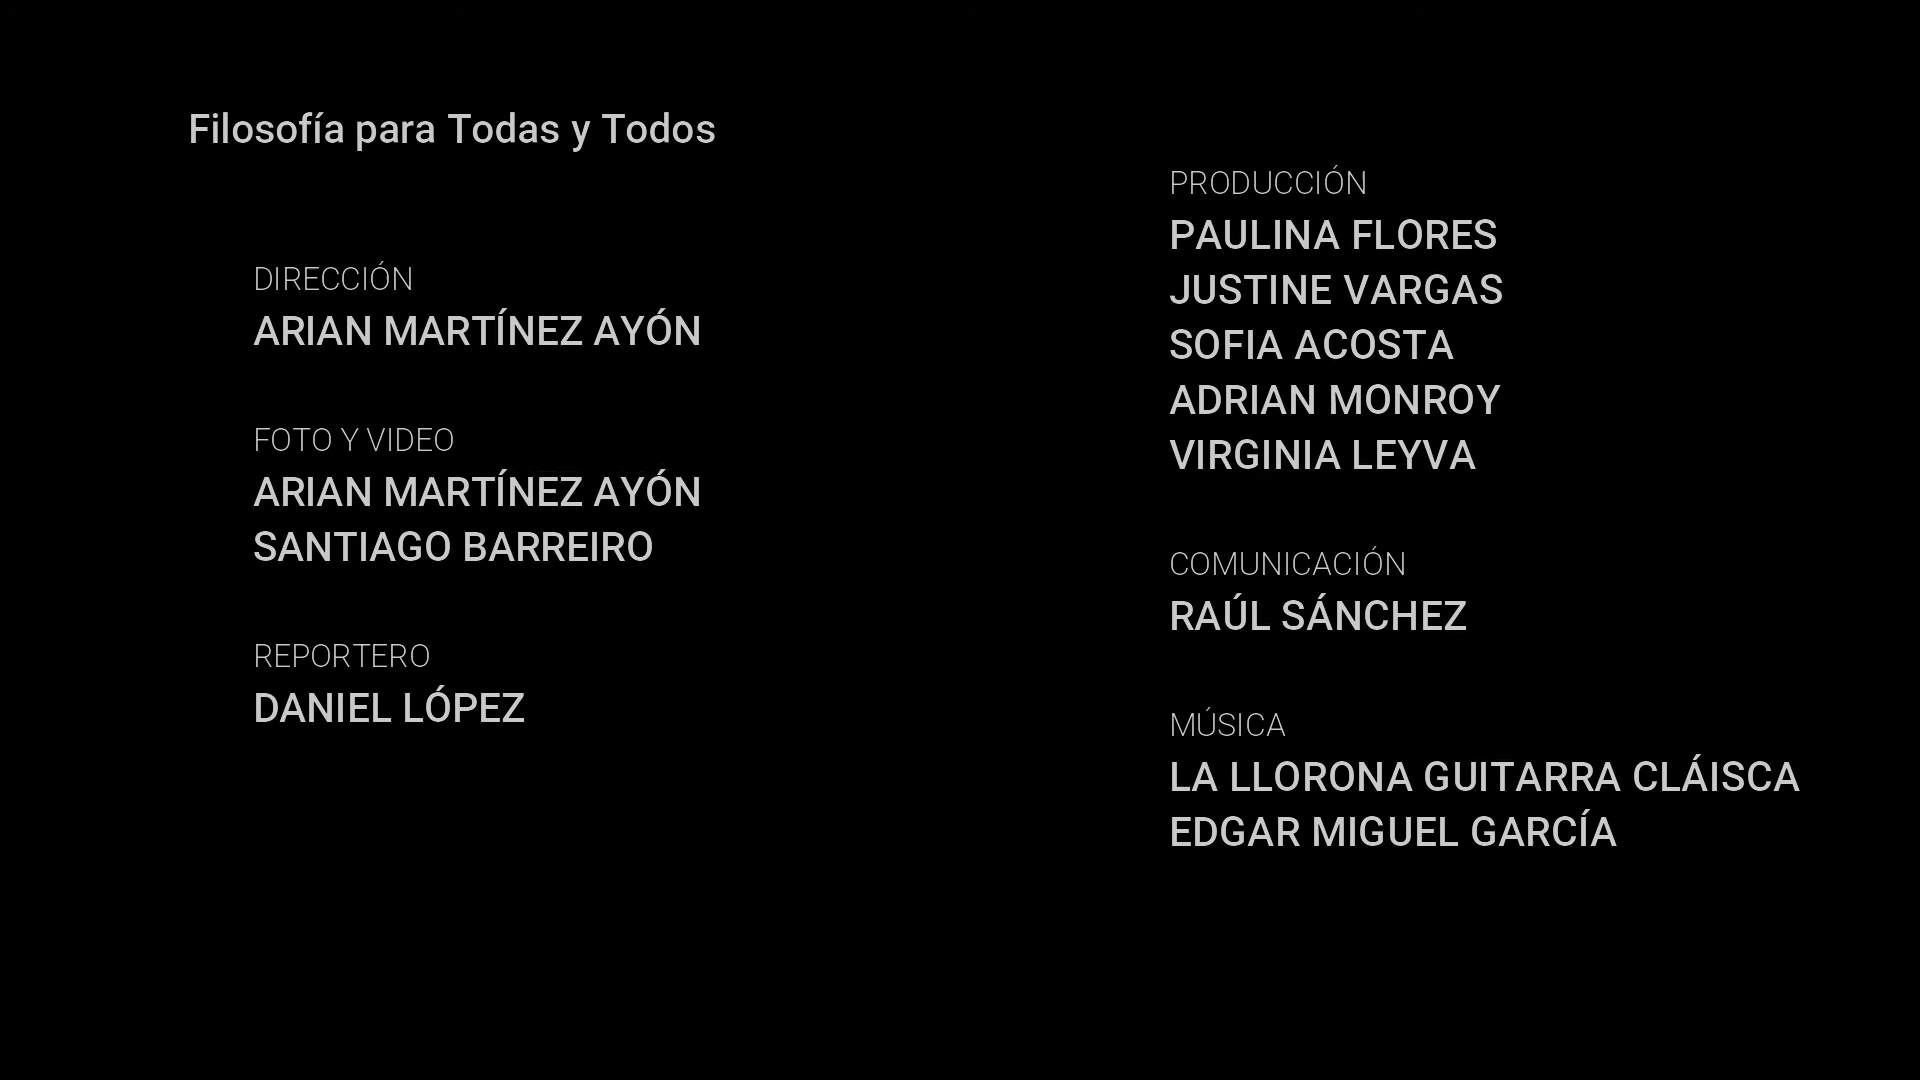 Filosofía para Todas y Todos
DIRECCIÓN
ARIAN MARTÍNEZ AYÓN
FOTO Y VIDEO
ARIAN MARTÍNEZ AYÓN
SANTIAGO BARREIRO
REPORTERO
DANIEL LÓPEZ
PRODUCCIÓN
PAULINA FLORES
JUSTINE VARGAS
SOFIA ACOSTA
ADRIAN MONROY
VIRGINIA LEYVA
COMUNICACIÓN
RAÚL SÁNCHEZ
MÚSICA
LA LLORONA GUITARRA CLÁISCA
EDGAR MIGUEL GARCÍA